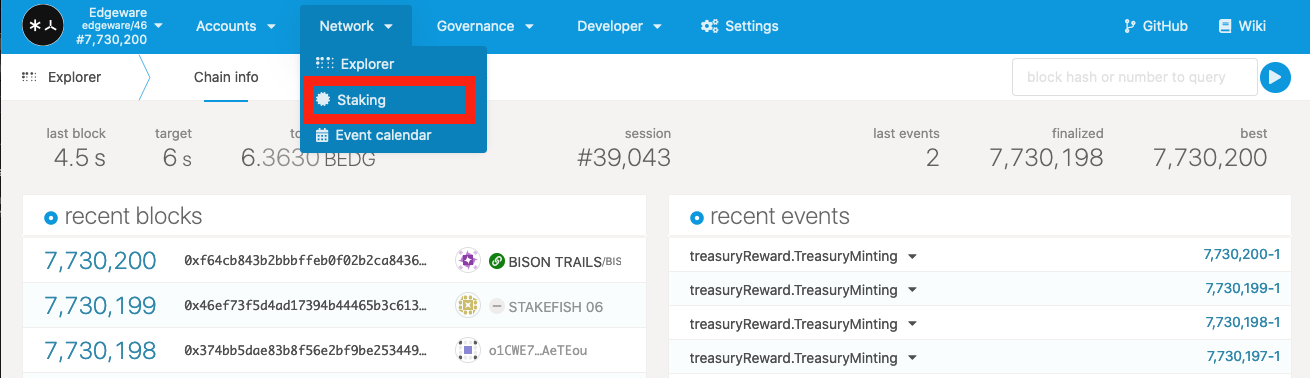 Edgeware
edgeware/46
#7,730,200
Accounts
Network
Governance
Developer
Settings
GitHub
Wiki
Explorer
Chain info
Explorer
Staking
Event calendar
block hash or number to query
last block
4.5 s
target
6 s
6.3630 BEDG
session
#39,043
last events
2
finalized
7,730,198
best
7,730,200
recent blocks
7,730,200 0xf64cb843b2bbbffeb0f02b2ca8436… BISON TRAILS/BIS
7,730,199 0x46ef73f5d4ad17394b44465b3c613… STAKEFISH 06
7,730,198 0x374bb5dae83b8f56e2bf9be253449… o1CWE7…AeTEou
recent events
treasuryReward.TreasuryMinting 7,730,200-1
treasuryReward.TreasuryMinting 7,730,199-1
treasuryReward.TreasuryMinting 7,730,198-1
treasuryReward.TreasuryMinting 7,730,197-1